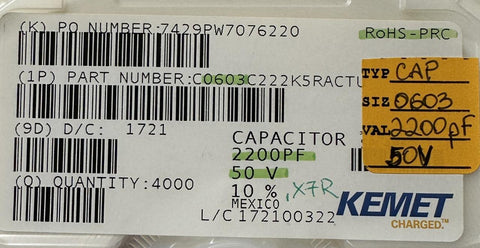 (K) PO NUMBER:7429PW7076220
RoHS-PRC
(1P) PART NUMBER:C0603C222K5RACTU
(9D) D/C: 1721
CAPACITOR
2200PF
50 V
10 % , X7R
MEXICO
(Q) QUANTITY:4000
L/C 172100322
KEMET
CHARGED.™
TYP CAP
SIZ 0603
VAL 2200pf
50V